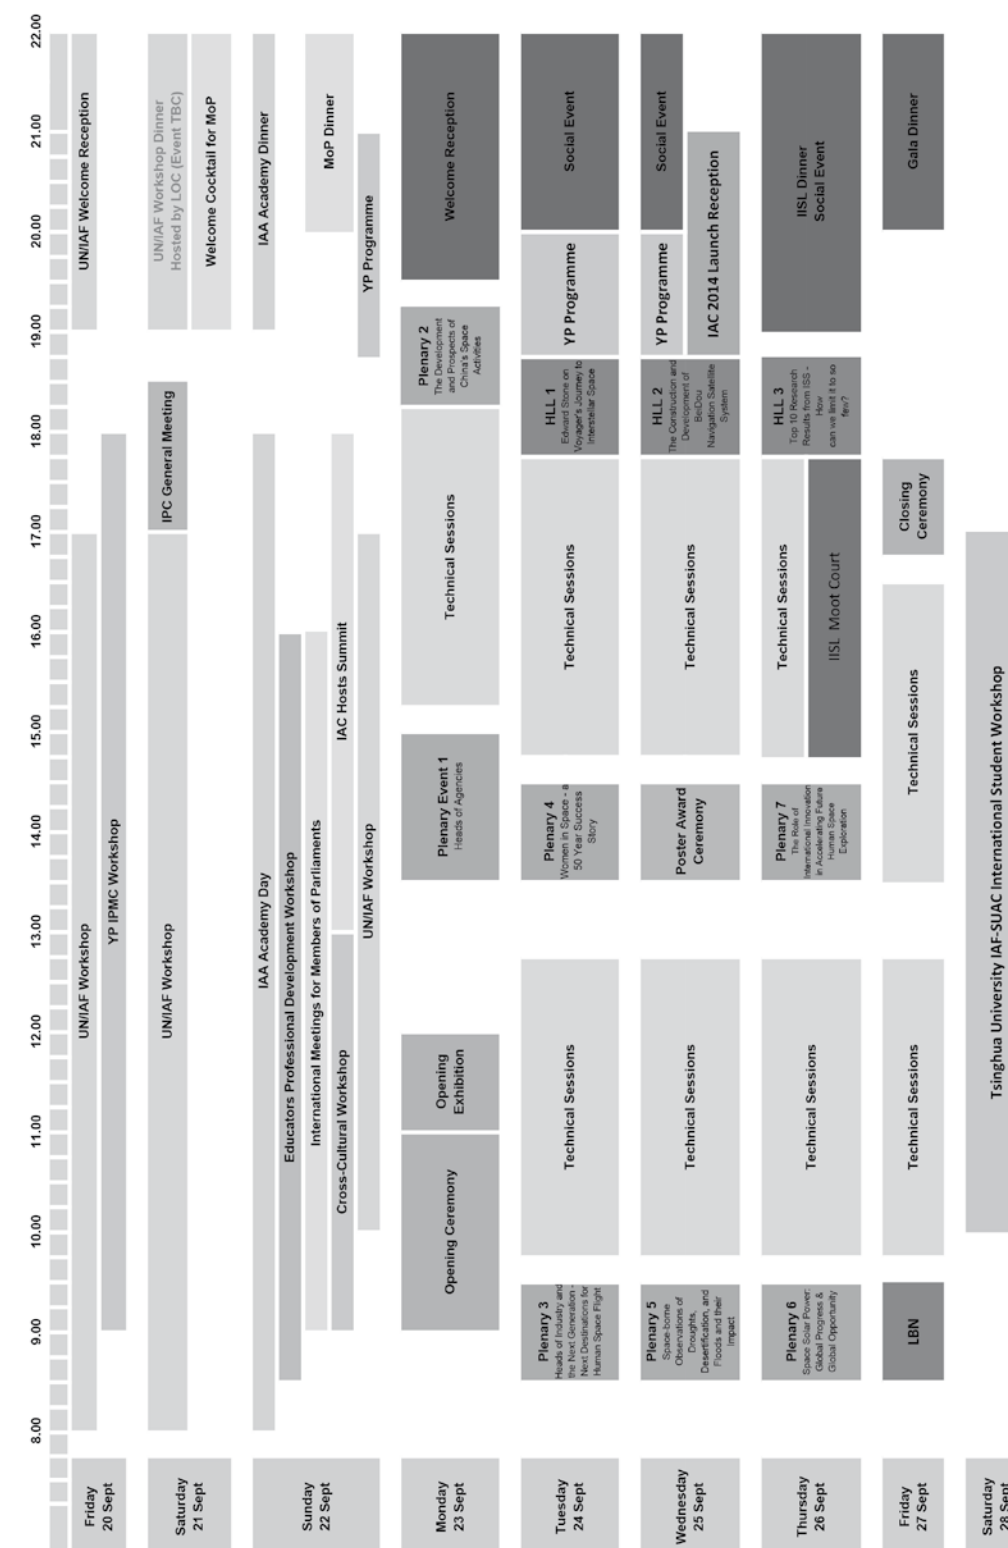 8.00
9.00
10.00
11.00
12.00
13.00
14.00
15.00
16.00
17.00
18.00
19.00
20.00
21.00
22.00
Friday
20 Sept
UN/IAF Workshop
UN/IAF Welcome Reception
YP IPMC Workshop
Saturday
21 Sept
UN/IAF Workshop
IPC General Meeting
UN/IAF Workshop Dinner
Hosted by LOC (Event TBC)
Welcome Cocktail for MoP
Sunday
22 Sept
IAA Academy Day
IAA Academy Dinner
Educators Professional Development Workshop
International Meetings for Members of Parliaments
MoP Dinner
Cross-Cultural Workshop
IAC Hosts Summit
UN/IAF Workshop
YP Programme
Monday
23 Sept
Opening Ceremony
Opening
Exhibition
Plenary Event 1
Heads of Agencies
Technical Sessions
Plenary 2
The Development
and Prospects of
China's Space
Activities
Welcome Reception
Tuesday
24 Sept
Plenary 3
Heads of Industry and
the Next Generation -
Next Destinations for
Human Space Flight
Technical Sessions
Plenary 4
Women in Space - a
50 Year Success
Story
Technical Sessions
HLL 1
Edward Stone on
Voyager's Journey to
Interstellar Space
YP Programme
Social Event
Wednesday
25 Sept
Plenary 5
Space-borne
Observations of
Droughts,
Desertification, and
Floods and their
Impact
Technical Sessions
Poster Award
Ceremony
Technical Sessions
HLL 2
The Construction and
Development of
BeiDou
Navigation Satellite
System
YP Programme
Social Event
IAC 2014 Launch Reception
Thursday
26 Sept
Plenary 6
Space Solar Power:
Global Progress &
Global Opportunity
Technical Sessions
Plenary 7
The Role of
International Innovation
in Accelerating Future
Human Space
Exploration
Technical Sessions
IISL Moot Court
HLL 3
Top 10 Research
Results from ISS -
How
can we limit it to so
few?
IISL Dinner
Social Event
Friday
27 Sept
LBN
Technical Sessions
Technical Sessions
Closing
Ceremony
Gala Dinner
Saturday
28 Sept
Tsinghua University IAF-SUAC International Student Workshop